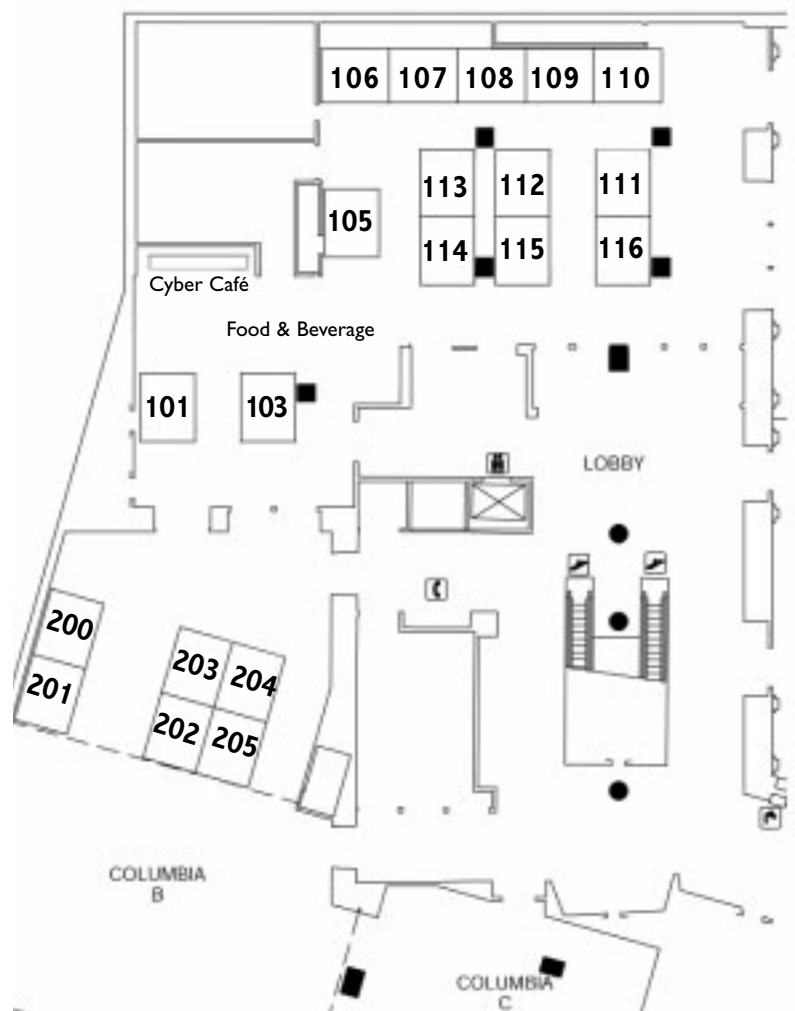 106 107 108 109 110
113 112 111
105
114 115 116
Cyber Café
Food & Beverage
101 103
LOBBY
200
203 204
201
202 205
COLUMBIA
B
COLUMBIA
C